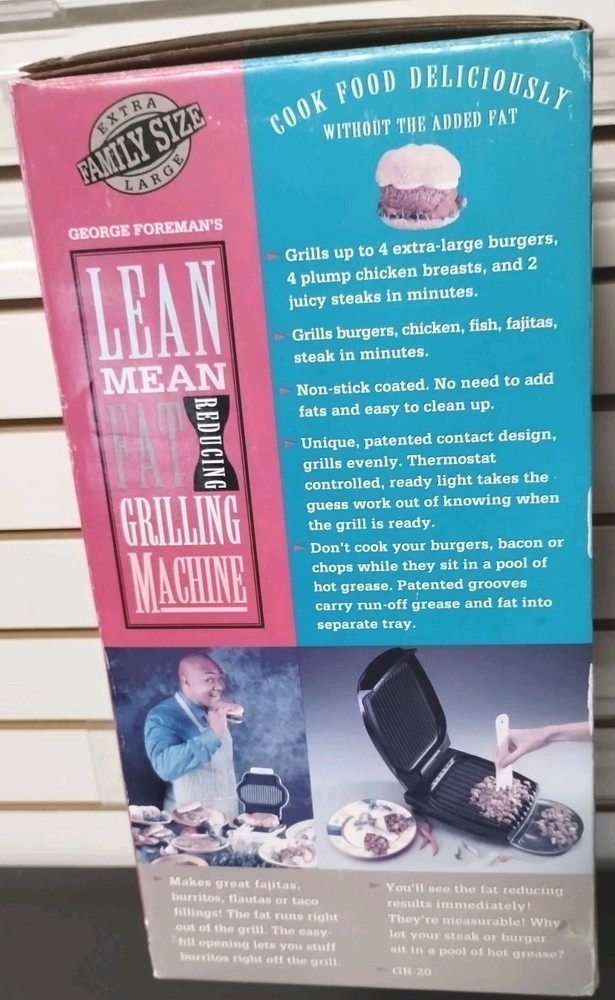 EXTRA
FAMILY SIZE
LARGE
GEORGE FOREMAN'S
LEAN
MEAN
FAT
REDUCING
GRILLING
MACHINE
COOK FOOD DELICIOUSLY
WITHOUT THE ADDED FAT
Grills up to 4 extra-large burgers,
4 plump chicken breasts, and 2
juicy steaks in minutes.
Grills burgers, chicken, fish, fajitas,
steak in minutes.
Non-stick coated. No need to add
fats and easy to clean up.
Unique, patented contact design,
grills evenly. Thermostat
controlled, ready light takes the
guess work out of knowing when
the grill is ready.
Don't cook your burgers, bacon or
chops while they sit in a pool of
hot grease. Patented grooves
carry run-off grease and fat into
separate tray.
Makes great fajitas,
burritos, flautas or taco
fillings! The fat runs right
out of the grill. The easy-
fill opening lets you stuff
burritos right off the grill.
You'll see the fat reducing
results immediately!
They're measurable! Why
let your steak or burger
sit in a pool of hot grease?
GR-20